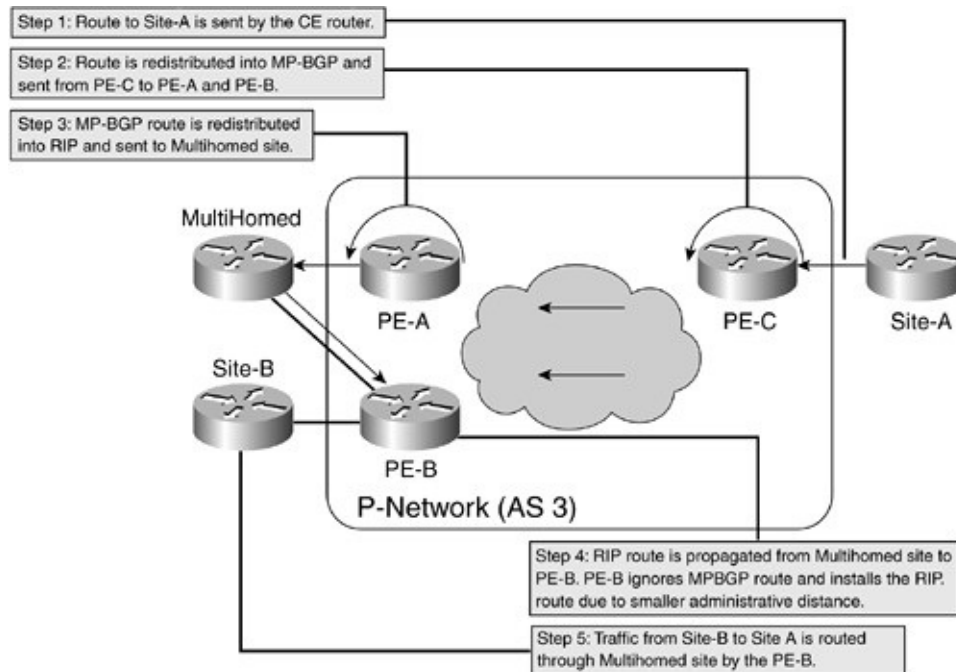 Step 1: Route to Site-A is sent by the CE router.
Step 2: Route is redistributed into MP-BGP and
sent from PE-C to PE-A and PE-B.
Step 3: MP-BGP route is redistributed
into RIP and sent to Multihomed site.
MultiHomed
PE-A
PE-C
Site-A
Site-B
PE-B
P-Network (AS 3)
Step 4: RIP route is propagated from Multihomed site to
PE-B. PE-B ignores MPBGP route and installs the RIP.
route due to smaller administrative distance.
Step 5: Traffic from Site-B to Site A is routed
through Multihomed site by the PE-B.